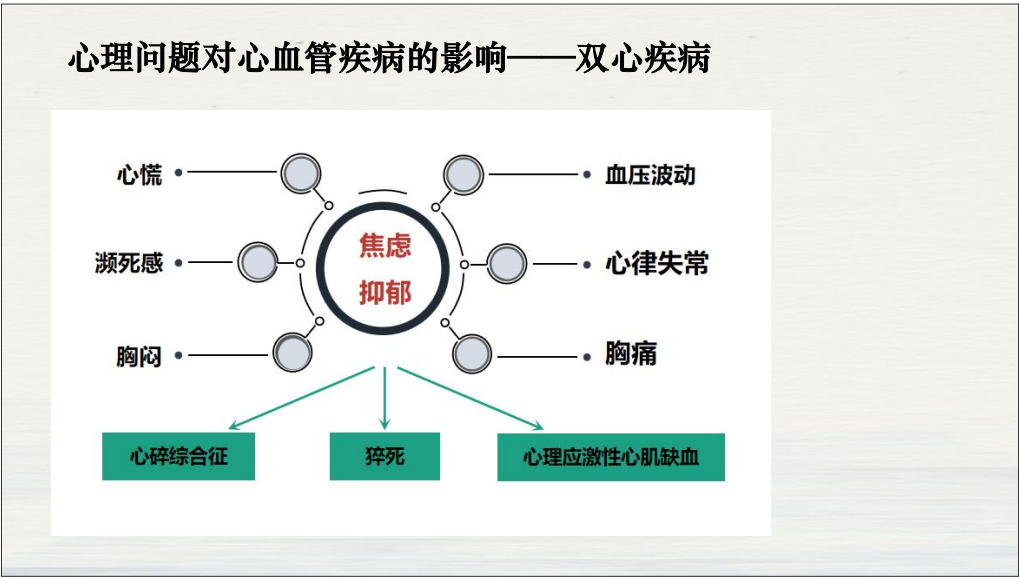 心理问题对心血管疾病的影响——双心疾病
心慌
血压波动
焦虑
濒死感
心律失常
抑郁
胸闷
胸痛
心碎综合征
猝死
心理应激性心肌缺血